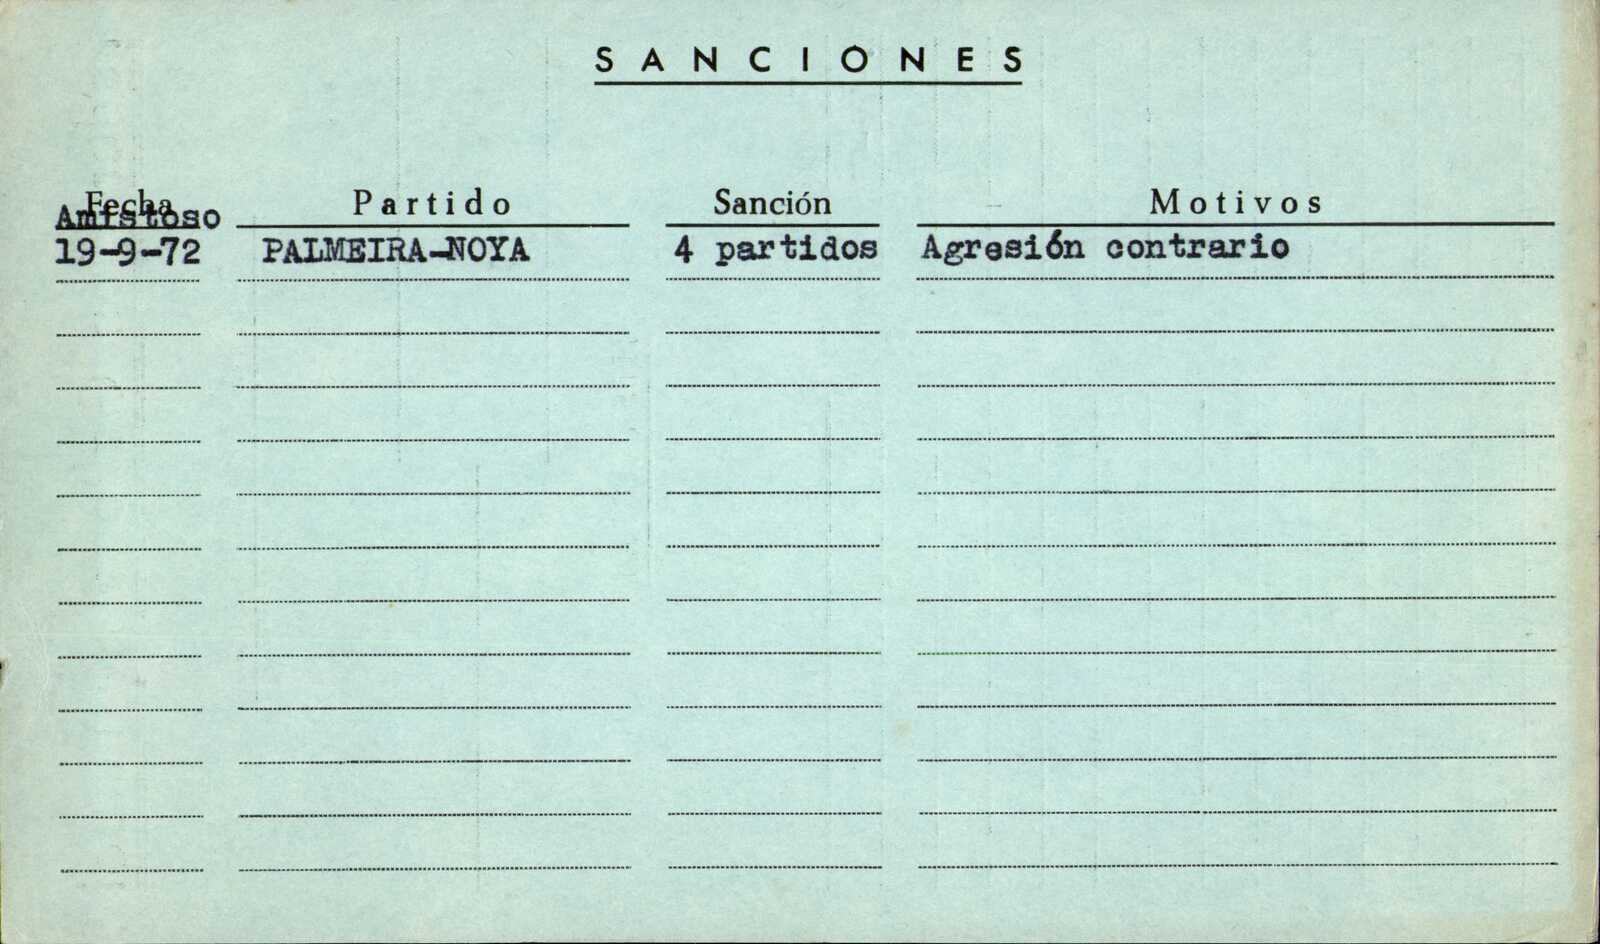 SANCIONES
Fecha Partido Sanción Motivos
Amistoso
19-9-72 PALMEIRA-NOYA 4 partidos Agresión contrario